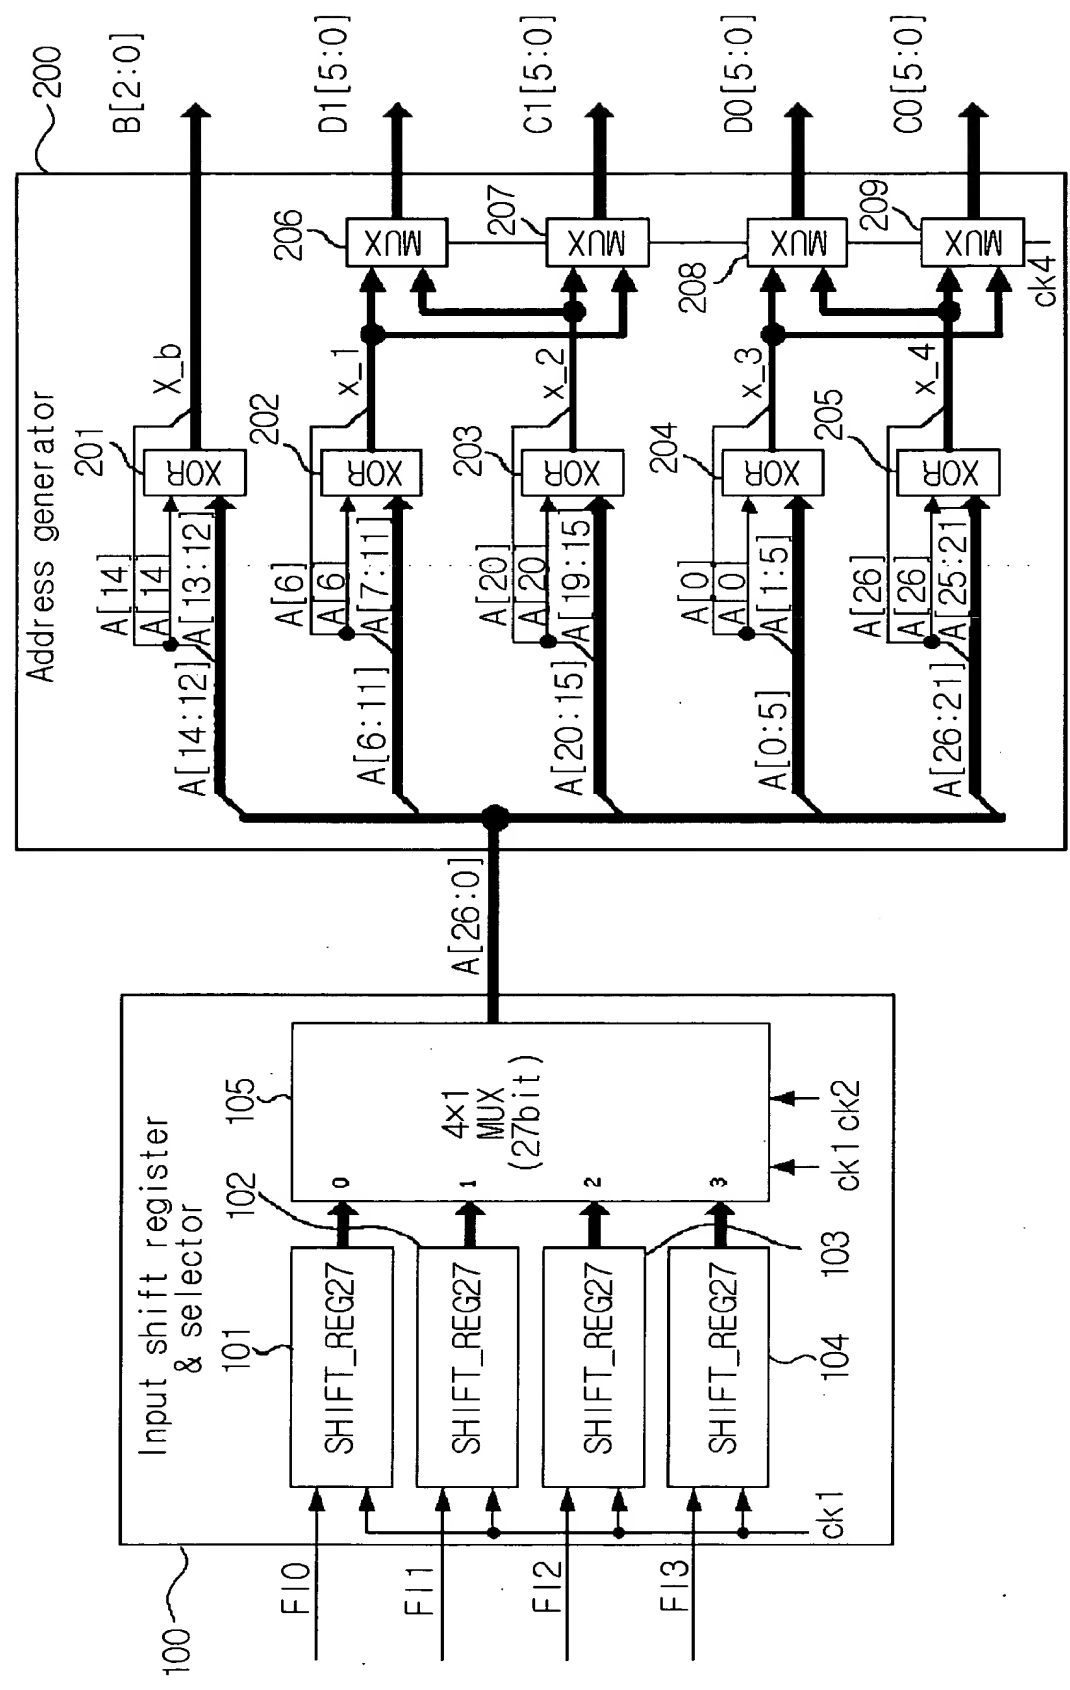 100
Input shift register
& selector
FI0
FI1
FI2
FI3
ck1
101
SHIFT_REG27
102
SHIFT_REG27
103
SHIFT_REG27
104
SHIFT_REG27
0
1
2
3
105
4×1
MUX
(27bit)
ck1
ck2
A[26:0]
200
Address generator
A[14:12]
A[14]
A[14]
A[13:12]
201
XOR
X_b
B[2:0]
A[6:11]
A[6]
A[6]
A[7:11]
202
XOR
x_1
206
MUX
D1[5:0]
A[20:15]
A[20]
A[20]
A[19:15]
203
XOR
x_2
207
MUX
C1[5:0]
A[0:5]
A[0]
A[0]
A[1:5]
204
XOR
x_3
208
MUX
D0[5:0]
A[26:21]
A[26]
A[26]
A[25:21]
205
XOR
x_4
209
MUX
C0[5:0]
ck4